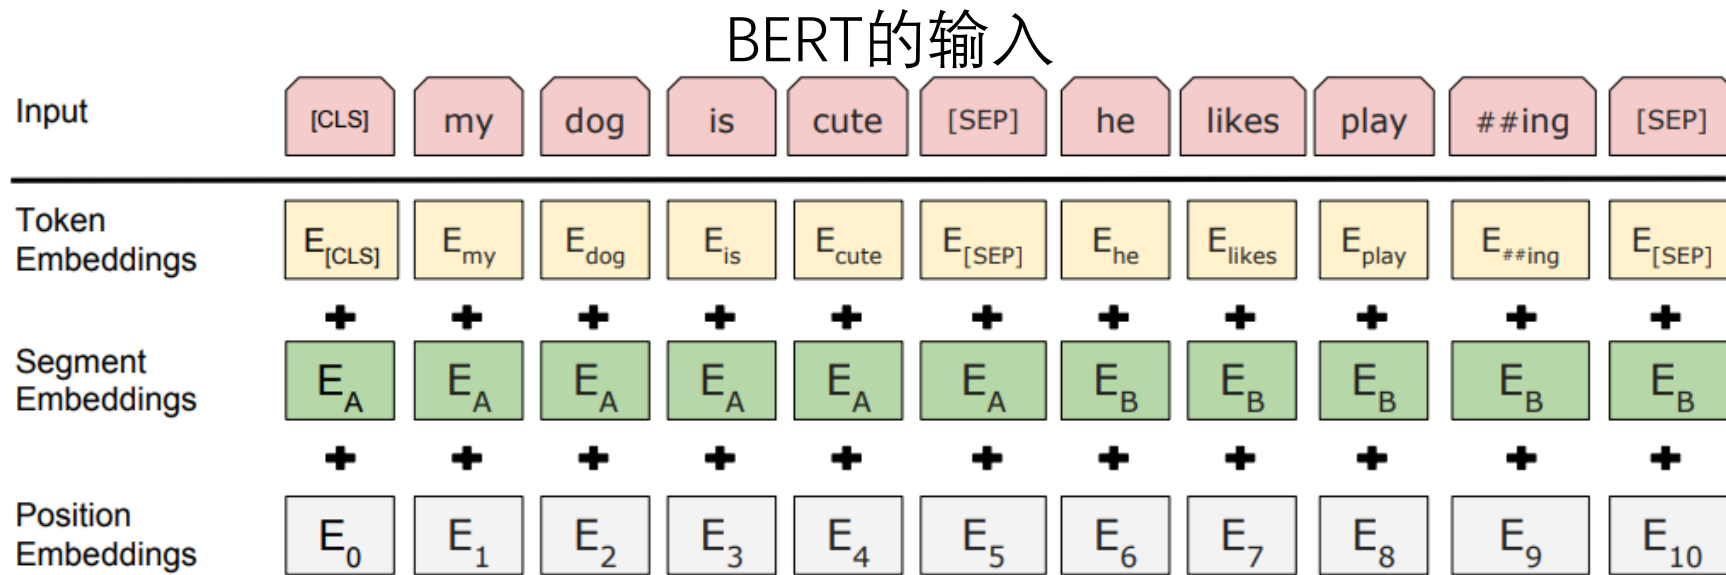 BERT的输入
Input [CLS] my dog is cute [SEP] he likes play ##ing [SEP]
Token Embeddings E[CLS] Emy Edog Eis Ecute E[SEP] Ehe Elikes Eplay E##ing E[SEP]
+ + + + + + + + + + +
Segment Embeddings EA EA EA EA EA EA EB EB EB EB EB
+ + + + + + + + + + +
Position Embeddings E0 E1 E2 E3 E4 E5 E6 E7 E8 E9 E10